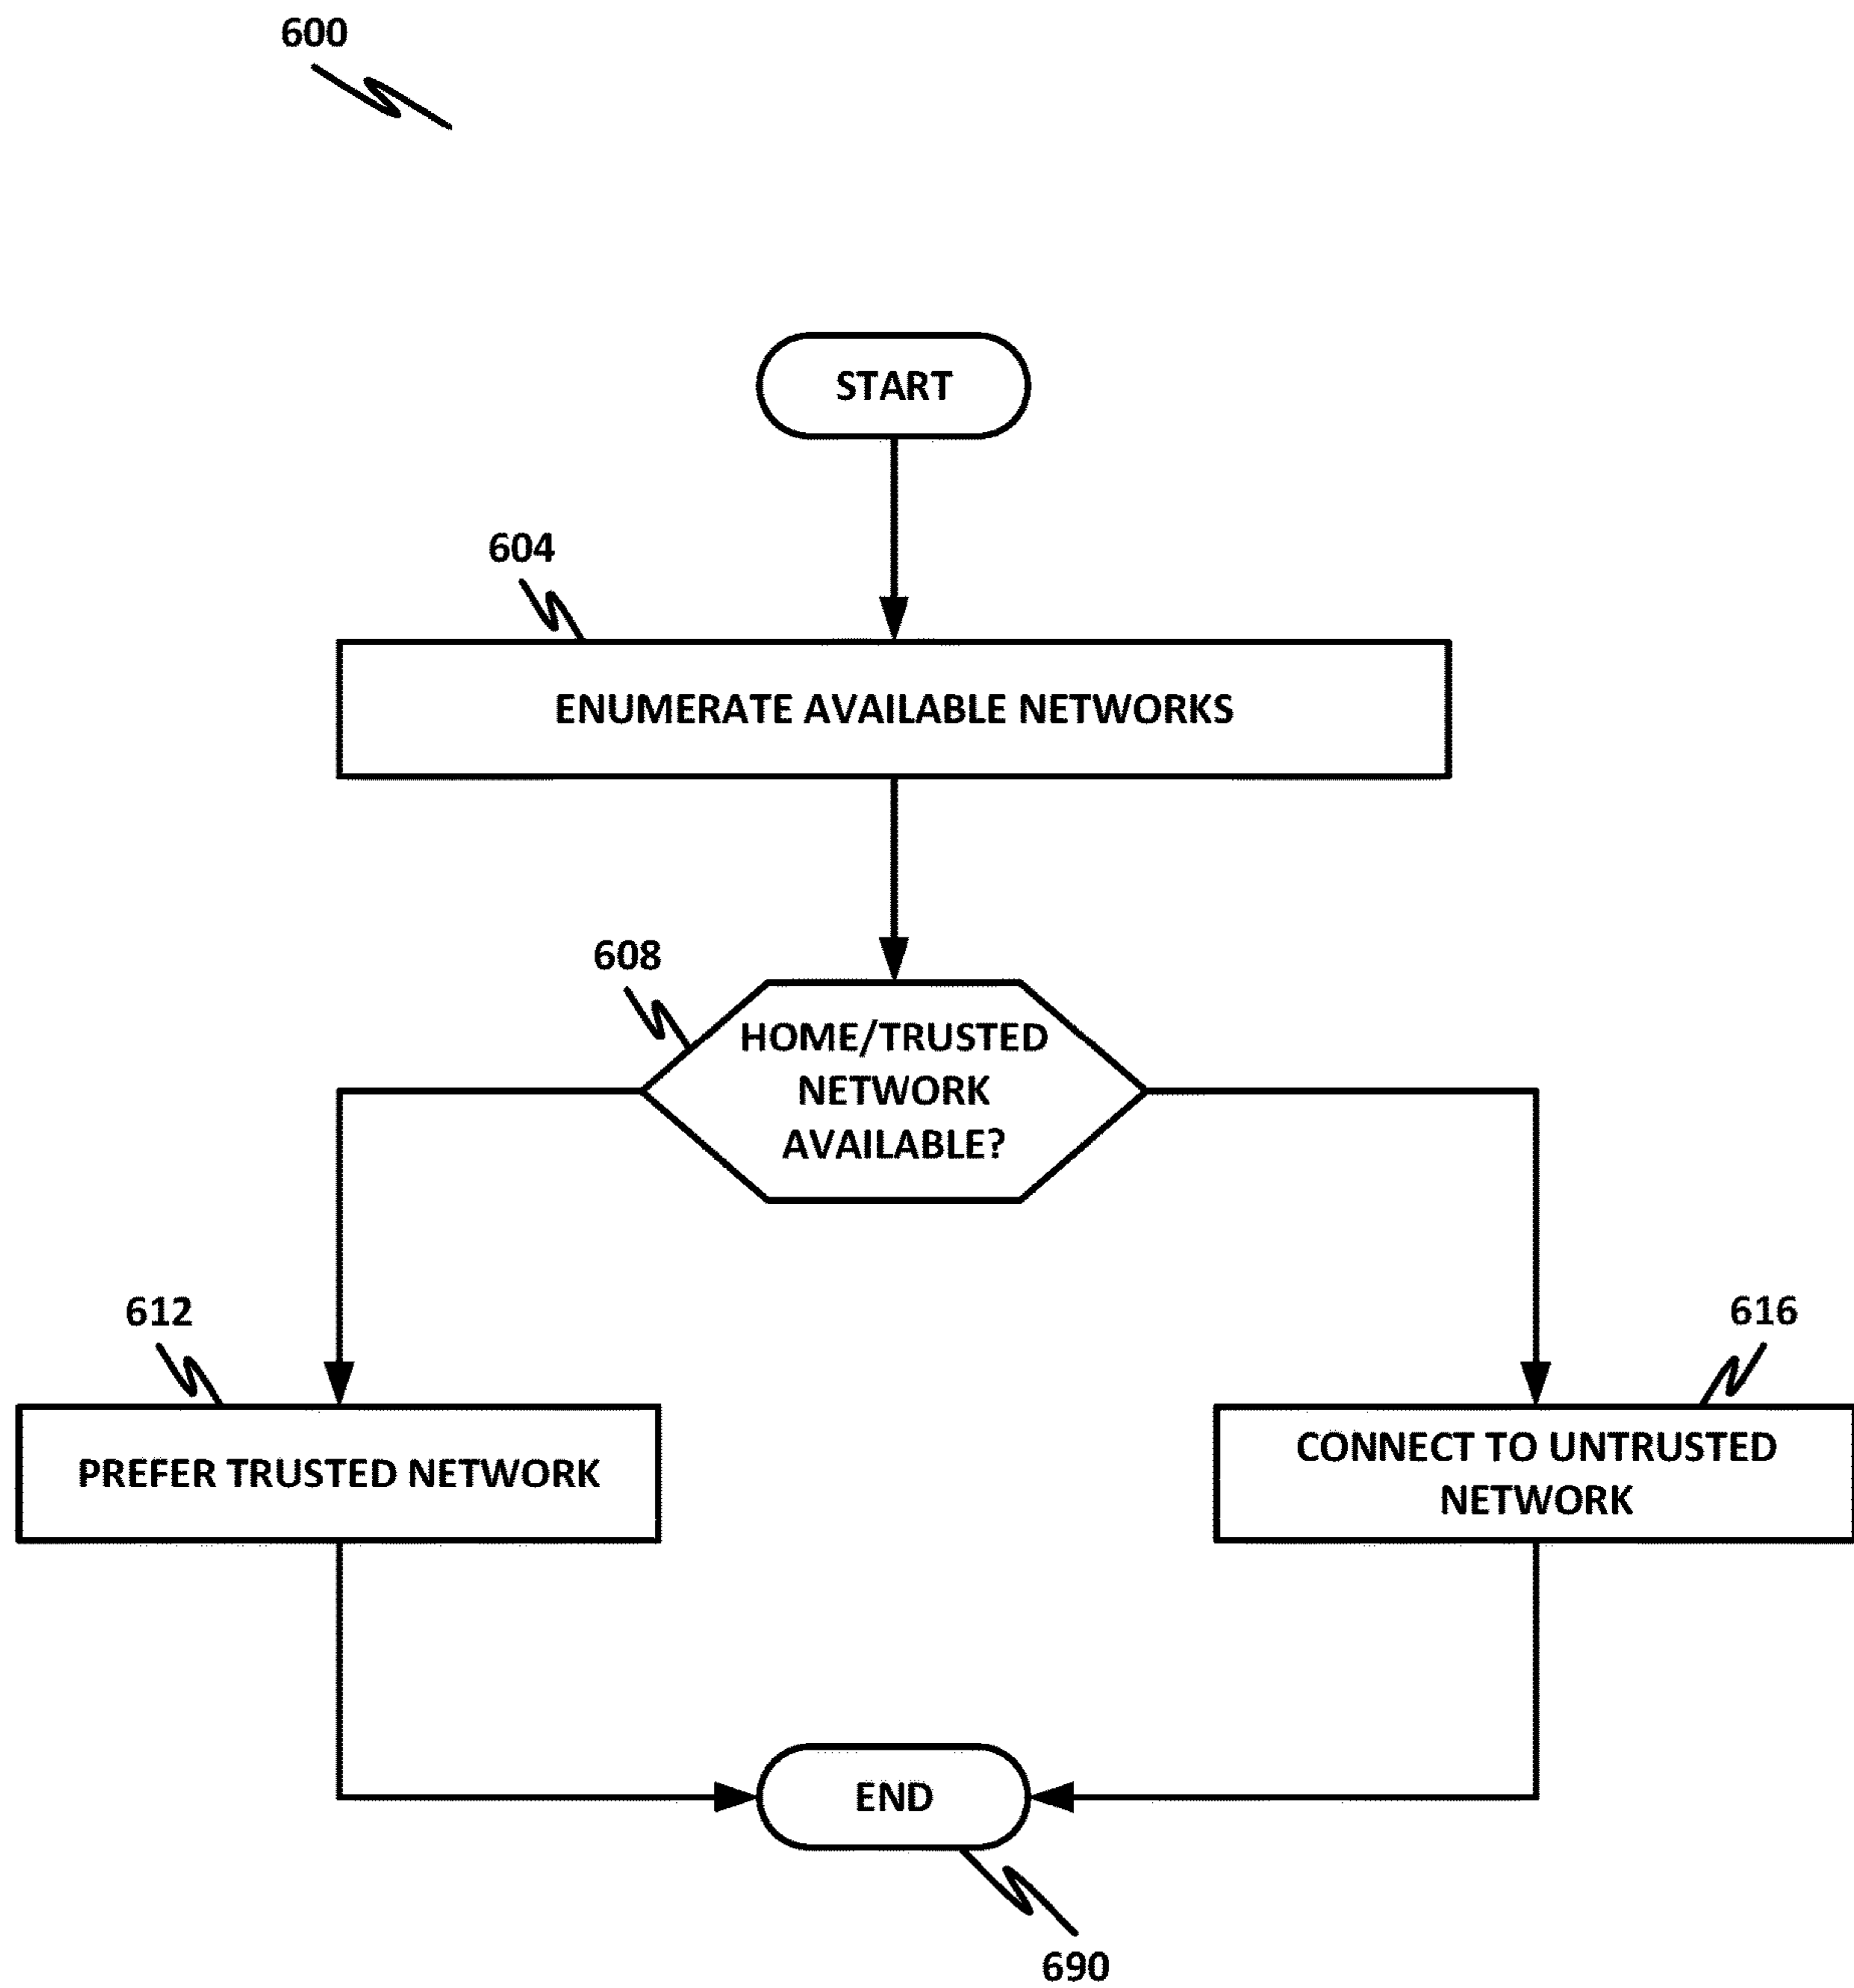 600
START
604
ENUMERATE AVAILABLE NETWORKS
608
HOME/TRUSTED
NETWORK
AVAILABLE?
612
616
PREFER TRUSTED NETWORK
CONNECT TO UNTRUSTED
NETWORK
END
690